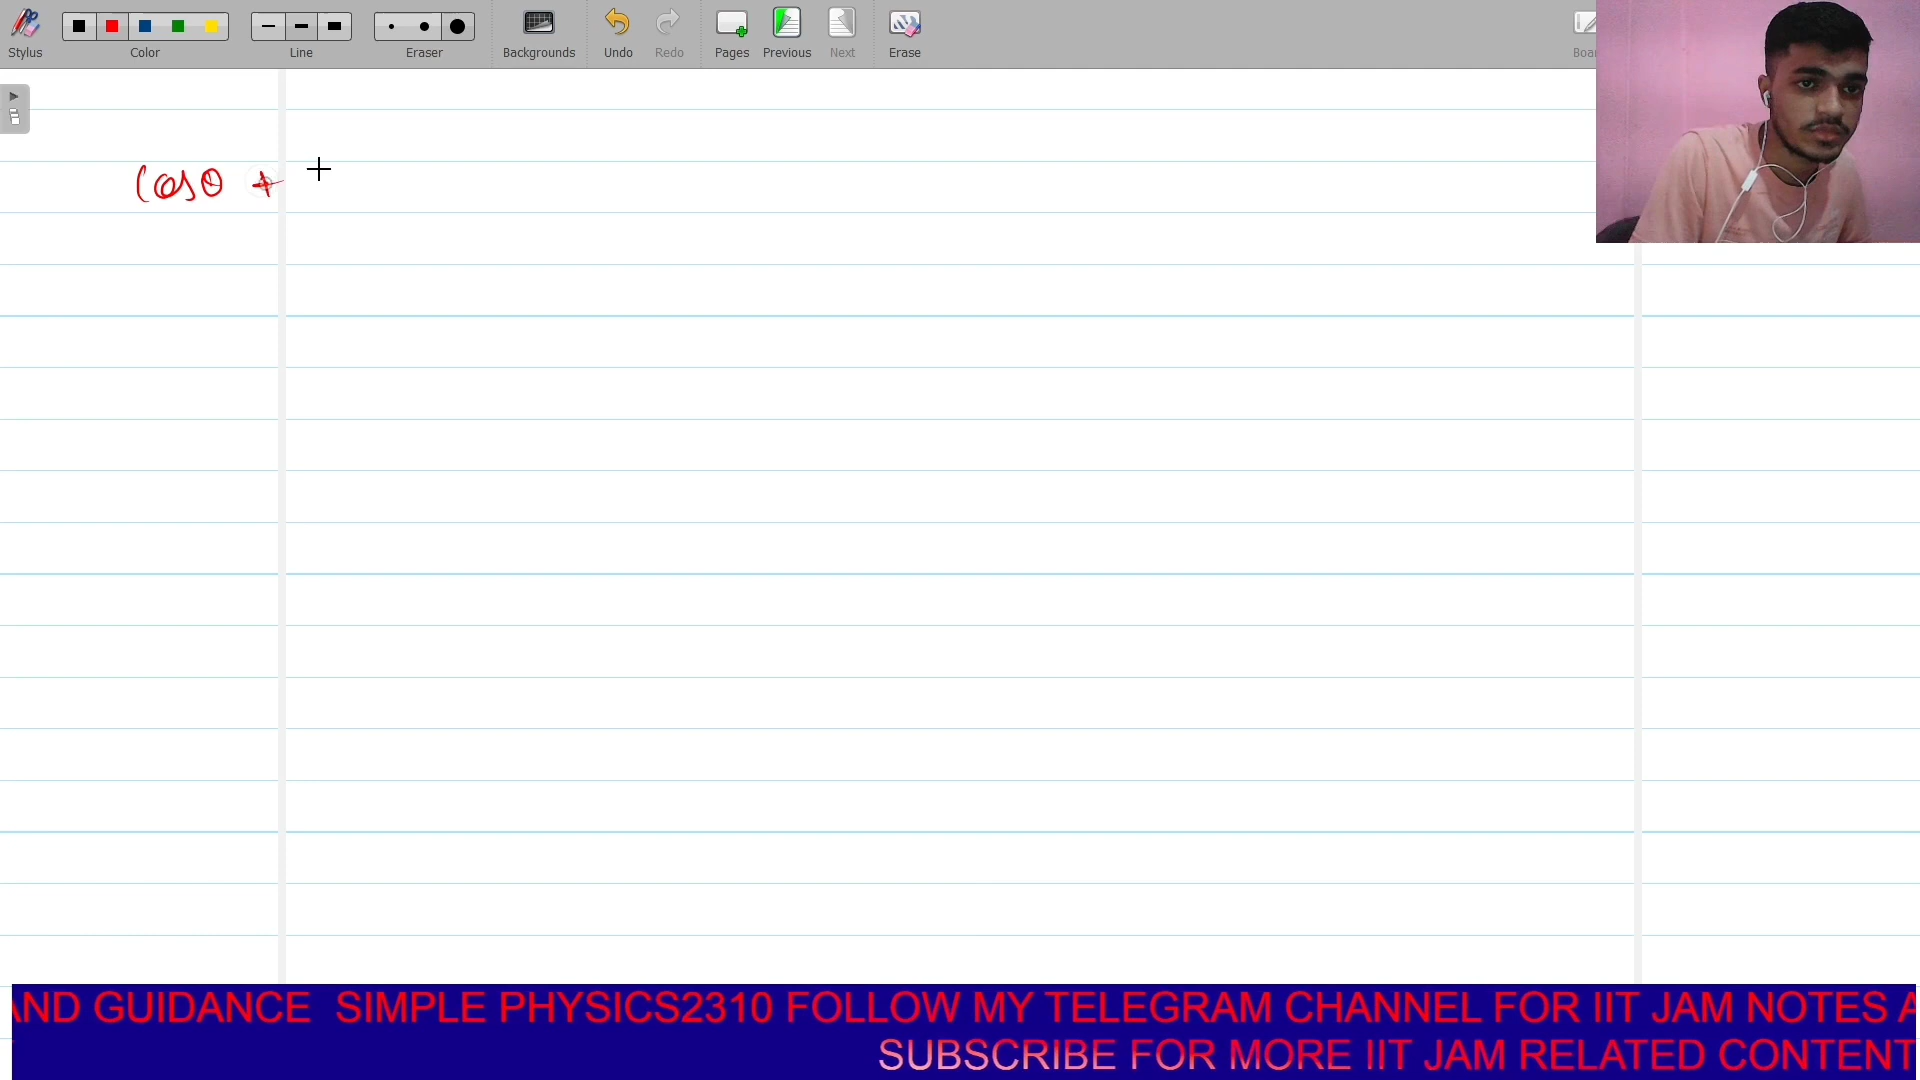 Stylus Color Line Eraser Backgrounds Undo Redo Pages Previous Next Erase
Cosθ +
AND GUIDANCE SIMPLE PHYSICS2310 FOLLOW MY TELEGRAM CHANNEL FOR IIT JAM NOTES A
SUBSCRIBE FOR MORE IIT JAM RELATED CONTENT